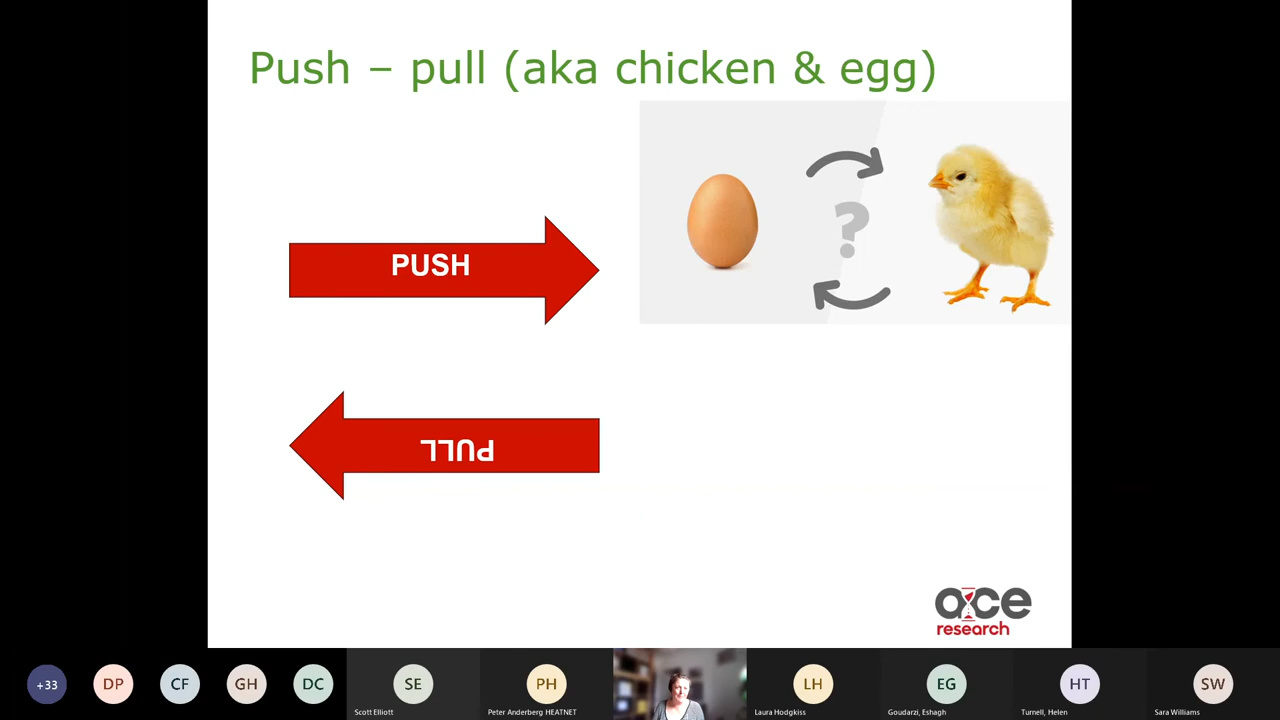 Push – pull (aka chicken & egg)
?
PUSH
PULL
ace
research
+33
DP
CF
GH
DC
SE
PH
LH
EG
HT
SW
Scott Elliott
Peter Anderberg HEATNET
Laura Hodgkiss
Goudarzi, Eshagh
Turnell, Helen
Sara Williams